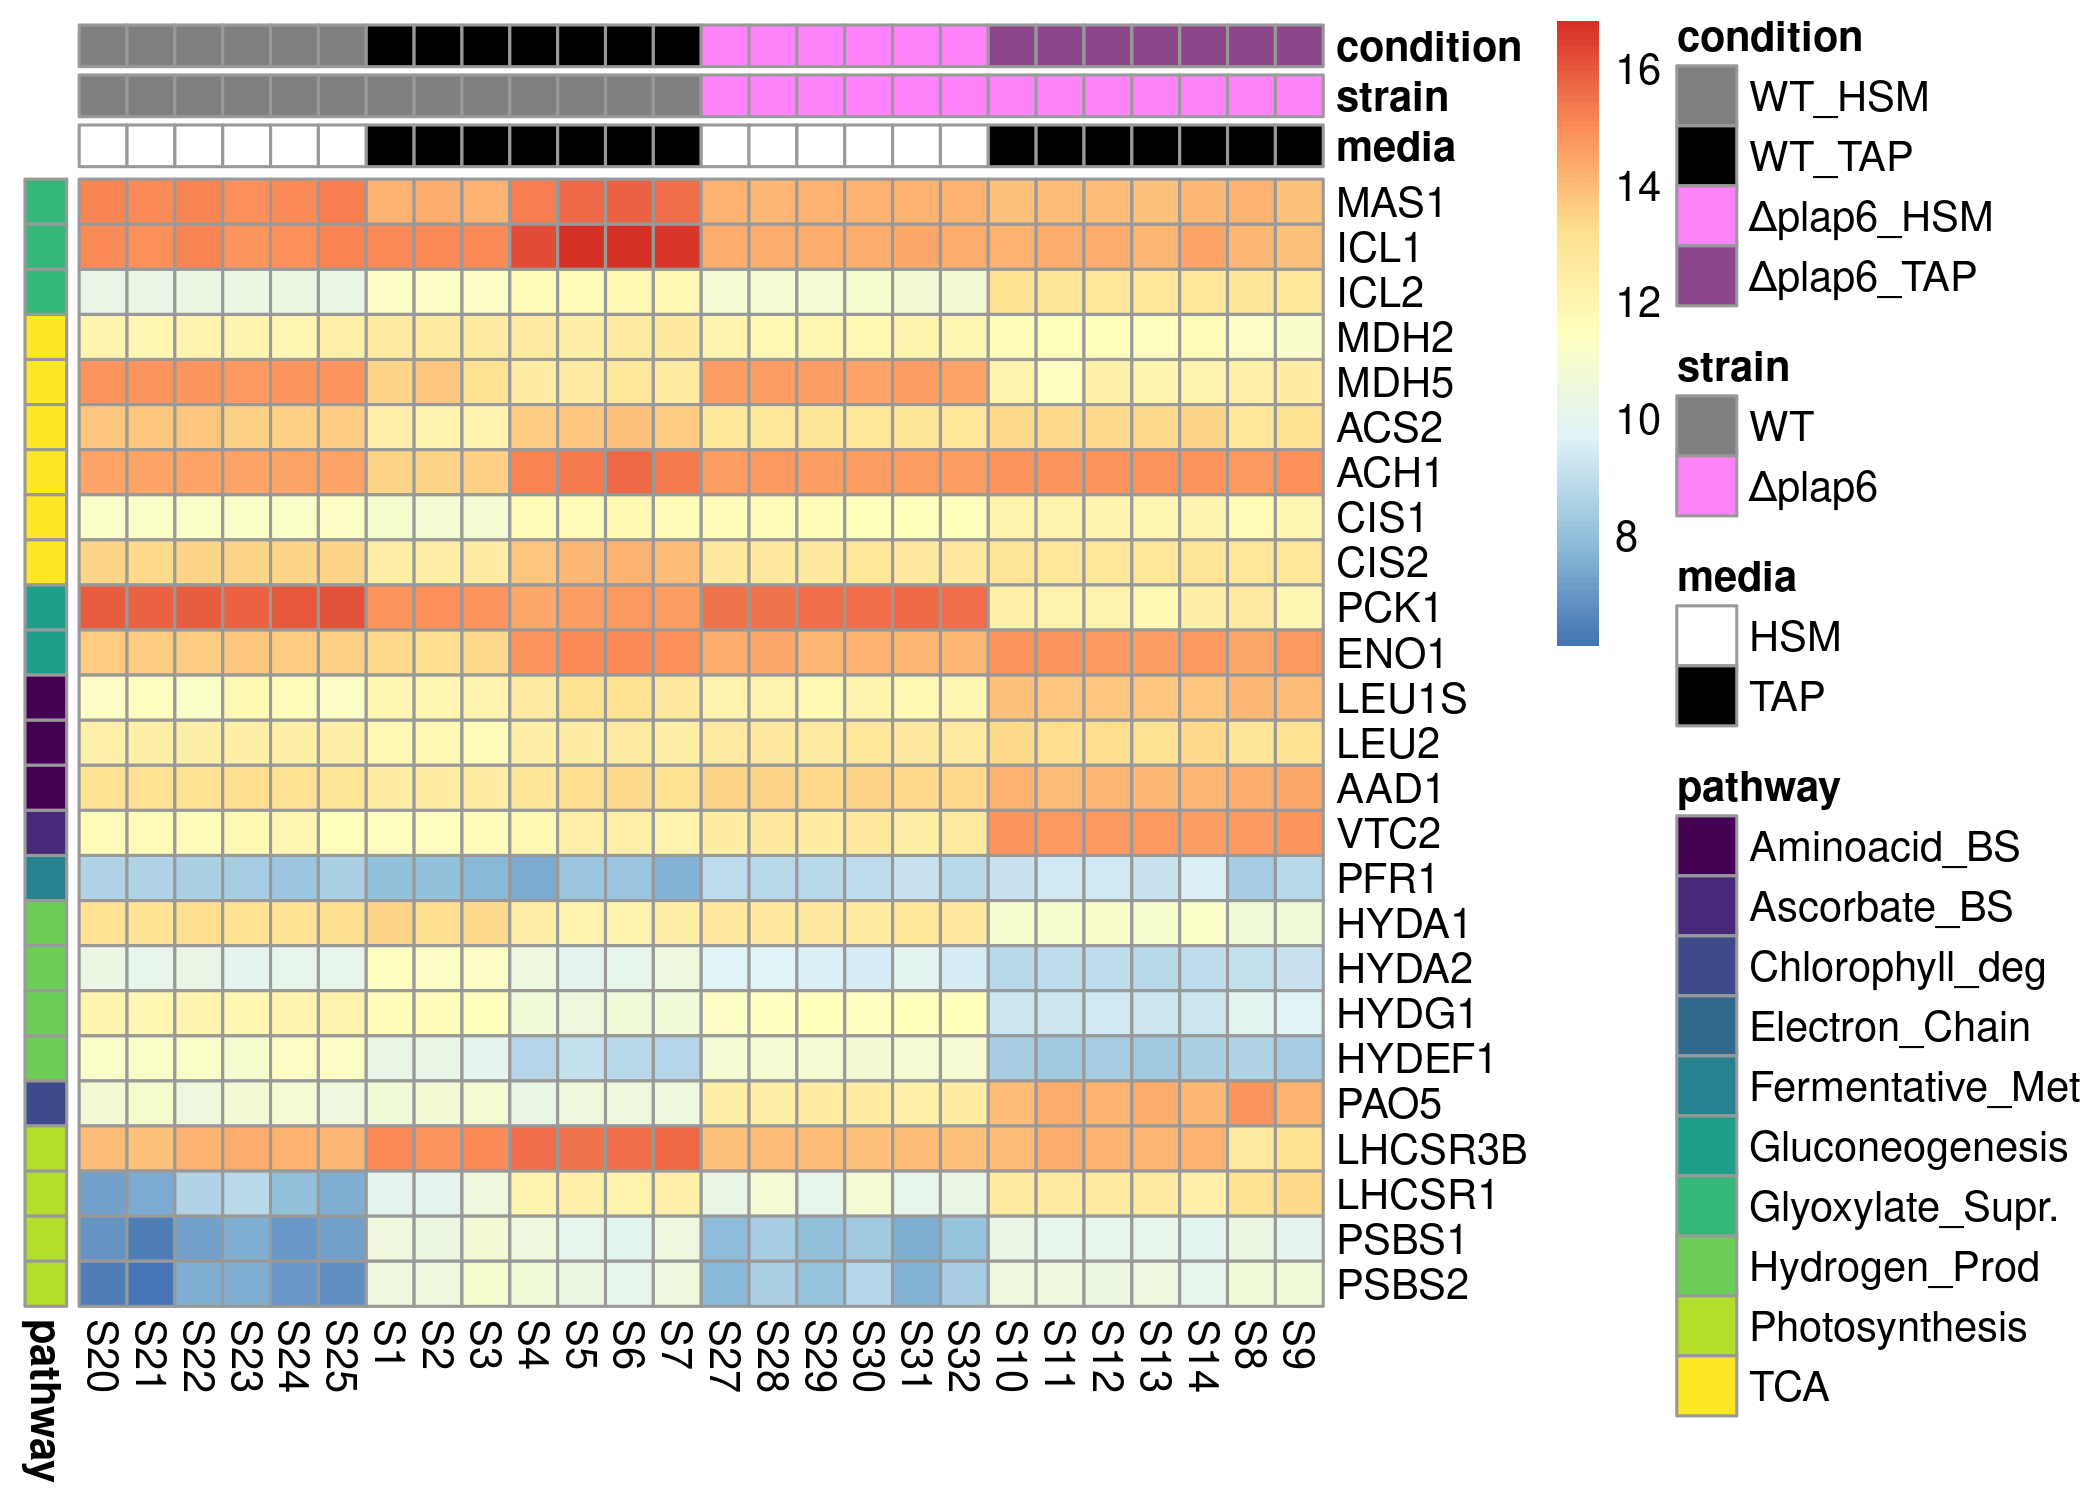 condition
strain
media
MAS1
ICL1
ICL2
MDH2
MDH5
ACS2
ACH1
CIS1
CIS2
PCK1
ENO1
LEU1S
LEU2
AAD1
VTC2
PFR1
HYDA1
HYDA2
HYDG1
HYDEF1
PAO5
LHCSR3B
LHCSR1
PSBS1
PSBS2
pathway
S20 S21 S22 S23 S24 S25 S1 S2 S3 S4 S5 S6 S7 S27 S28 S29 S30 S31 S32 S10 S11 S12 S13 S14 S8 S9
16
14
12
10
8
condition
WT_HSM
WT_TAP
Δplap6_HSM
Δplap6_TAP
strain
WT
Δplap6
media
HSM
TAP
pathway
Aminoacid_BS
Ascorbate_BS
Chlorophyll_deg
Electron_Chain
Fermentative_Met
Gluconeogenesis
Glyoxylate_Supr.
Hydrogen_Prod
Photosynthesis
TCA